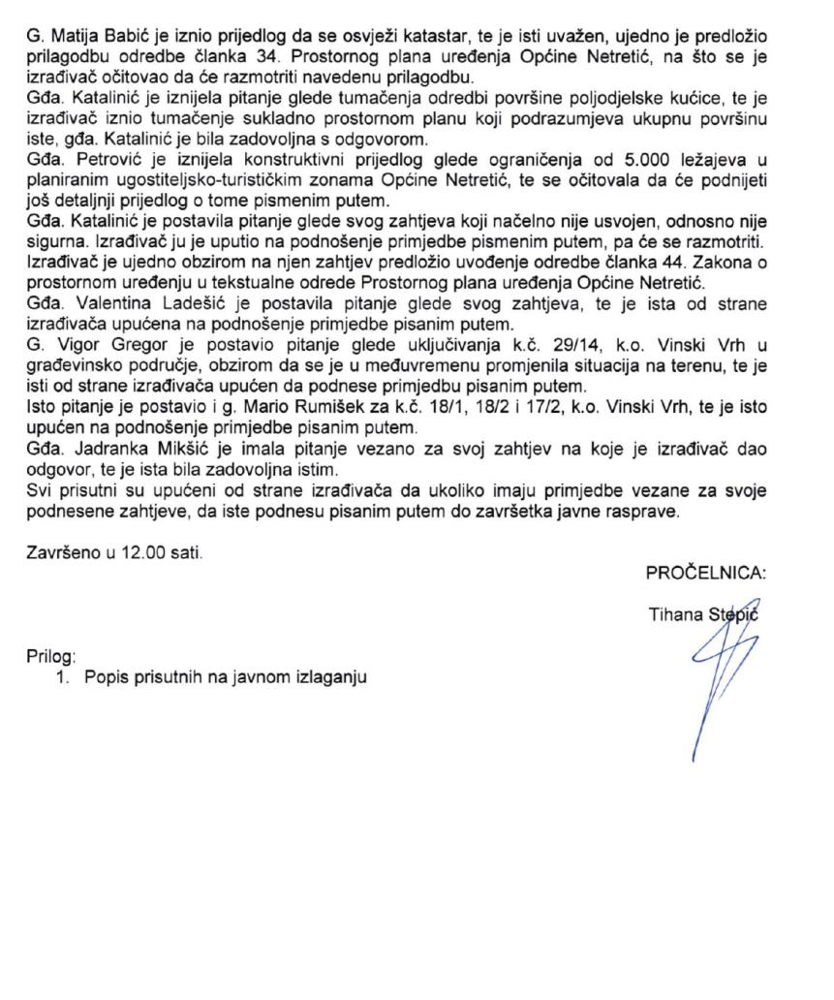 G. Matija Babić je iznio prijedlog da se osvježi katastar, te je isti uvažen, ujedno je predložio
prilagodbu odredbe članka 34. Prostornog plana uređenja Općine Netretić, na što se je
izrađivač očitovao da će razmotriti navedenu prilagodbu.
Gđa. Katalinić je iznijela pitanje glede tumačenja odredbi površine poljodjelske kućice, te je
izrađivač iznio tumačenje sukladno prostornom planu koji podrazumjeva ukupnu površinu
iste, gđa. Katalinić je bila zadovoljna s odgovorom.
Gđa. Petrović je iznijela konstruktivni prijedlog glede ograničenja od 5.000 ležajeva u
planiranim ugostiteljsko-turističkim zonama Općine Netretić, te se očitovala da će podnijeti
još detaljnji prijedlog o tome pismenim putem.
Gđa. Katalinić je postavila pitanje glede svog zahtjeva koji načelno nije usvojen, odnosno nije
sigurna. Izrađivač ju je uputio na podnošenje primjedbe pismenim putem, pa će se razmotriti.
Izrađivač je ujedno obzirom na njen zahtjev predložio uvođenje odredbe članka 44. Zakona o
prostornom uređenju u tekstualne odrede Prostornog plana uređenja Općine Netretić.
Gđa. Valentina Ladešić je postavila pitanje glede svog zahtjeva, te je ista od strane
izrađivača upućena na podnošenje primjedbe pisanim putem.
G. Vigor Gregor je postavio pitanje glede uključivanja k.č. 29/14, k.o. Vinski Vrh u
građevinsko područje, obzirom da se je u međuvremenu promjenila situacija na terenu, te je
isti od strane izrađivača upućen da podnese primjedbu pisanim putem.
Isto pitanje je postavio i g. Mario Rumišek za k.č. 18/1, 18/2 i 17/2, k.o. Vinski Vrh, te je isto
upućen na podnošenje primjedbe pisanim putem.
Gđa. Jadranka Mikšić je imala pitanje vezano za svoj zahtjev na koje je izrađivač dao
odgovor, te je ista bila zadovoljna istim.
Svi prisutni su upućeni od strane izrađivača da ukoliko imaju primjedbe vezane za svoje
podnesene zahtjeve, da iste podnesu pisanim putem do završetka javne rasprave.
Završeno u 12.00 sati.
PROČELNICA:
Tihana Stepić
Prilog:
1. Popis prisutnih na javnom izlaganju